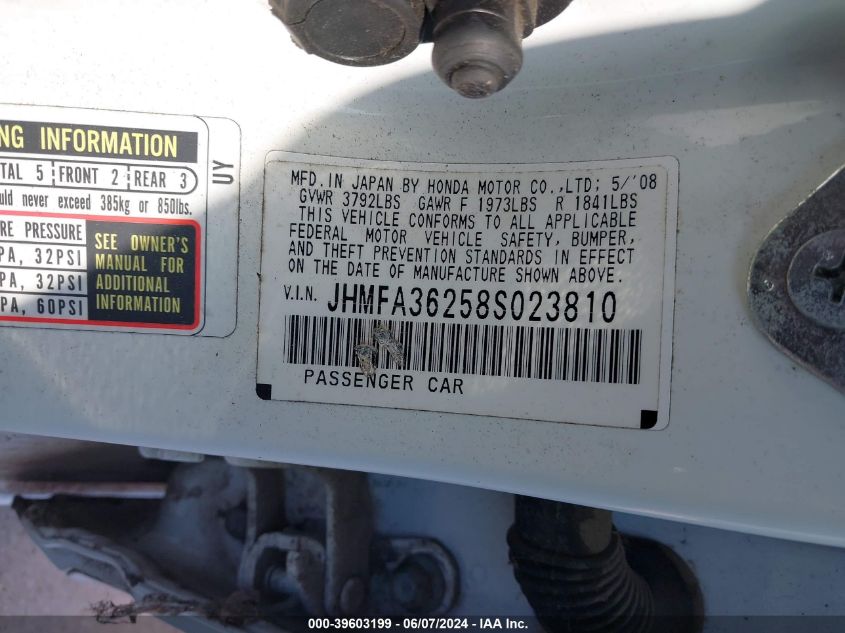 NG INFORMATION
TAL 5 FRONT 2 REAR 3
uld never exceed 385kg or 850lbs.
RE PRESSURE
PA, 32PSI
PA, 32PSI
PA, 60PSI
SEE OWNER'S
MANUAL FOR
ADDITIONAL
INFORMATION
UY
MFD. IN JAPAN BY HONDA MOTOR CO., LTD; 5/'08
GVWR 3792LBS GAWR F 1973LBS R 1841LBS
THIS VEHICLE CONFORMS TO ALL APPLICABLE
FEDERAL MOTOR VEHICLE SAFETY, BUMPER,
AND THEFT PREVENTION STANDARDS IN EFFECT
ON THE DATE OF MANUFACTURE SHOWN ABOVE.
V.I.N. JHMFA36258S023810
PASSENGER CAR
000-39603199 - 06/07/2024 - IAA Inc.